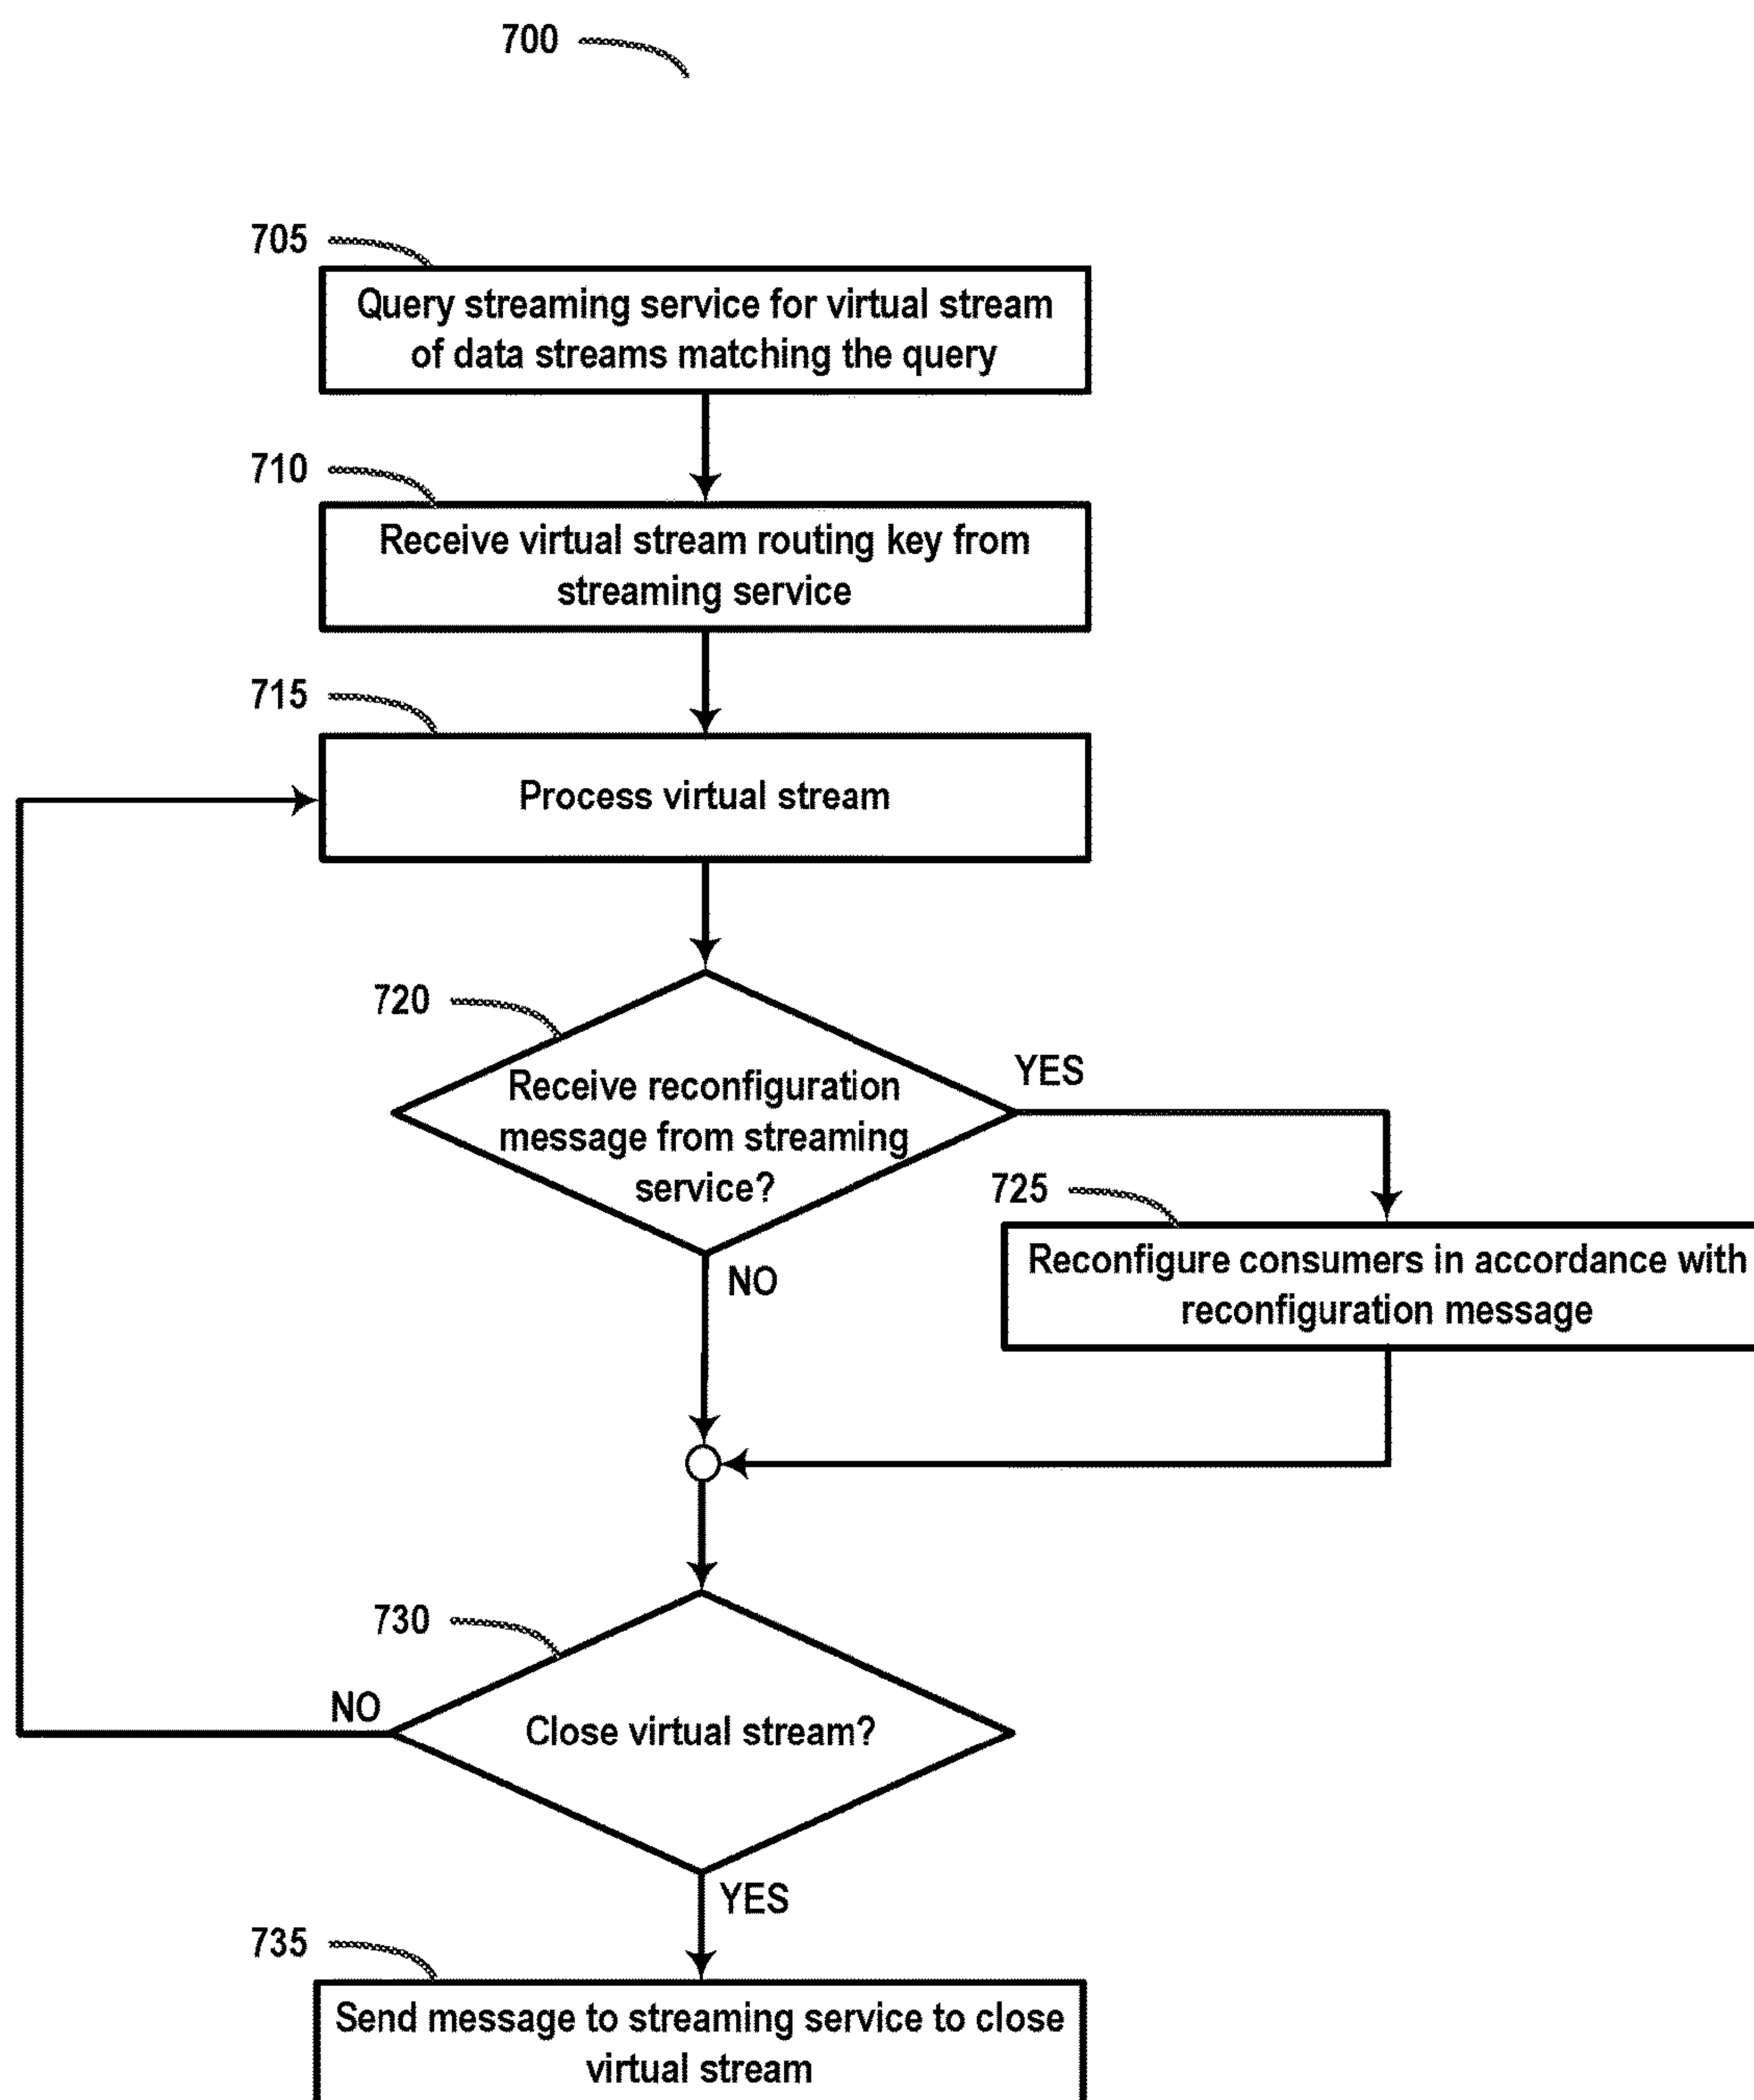 700
705
Query streaming service for virtual stream
of data streams matching the query
710
Receive virtual stream routing key from
streaming service
715
Process virtual stream
720
Receive reconfiguration
message from streaming
service?
YES
NO
725
Reconfigure consumers in accordance with
reconfiguration message
730
Close virtual stream?
NO
YES
735
Send message to streaming service to close
virtual stream